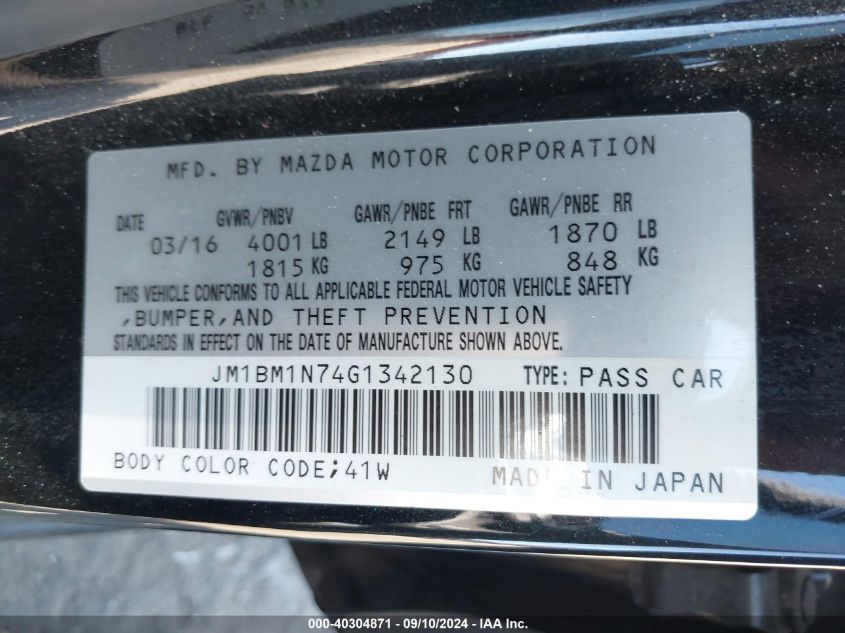 MFD. BY MAZDA MOTOR CORPORATION
DATE GVWR/PNBV GAWR/PNBE FRT GAWR/PNBE RR
03/16 4001 LB 2149 LB 1870 LB
1815 KG 975 KG 848 KG
THIS VEHICLE CONFORMS TO ALL APPLICABLE FEDERAL MOTOR VEHICLE SAFETY
,BUMPER,AND THEFT PREVENTION
STANDARDS IN EFFECT ON THE DATE OF MANUFACTURE SHOWN ABOVE.
JM1BM1N74G1342130 TYPE: PASS CAR
BODY COLOR CODE;41W MADE IN JAPAN
000-40304871 - 09/10/2024 - IAA Inc.